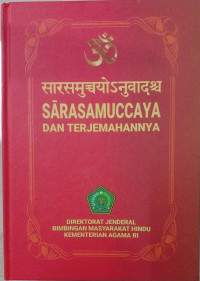 ॐ
सारसमुच्चयोऽनुवादश्च
SĀRASAMUCCAYA
DAN TERJEMAHANNYA
DIREKTORAT JENDERAL
BIMBINGAN MASYARAKAT HINDU
KEMENTERIAN AGAMA RI